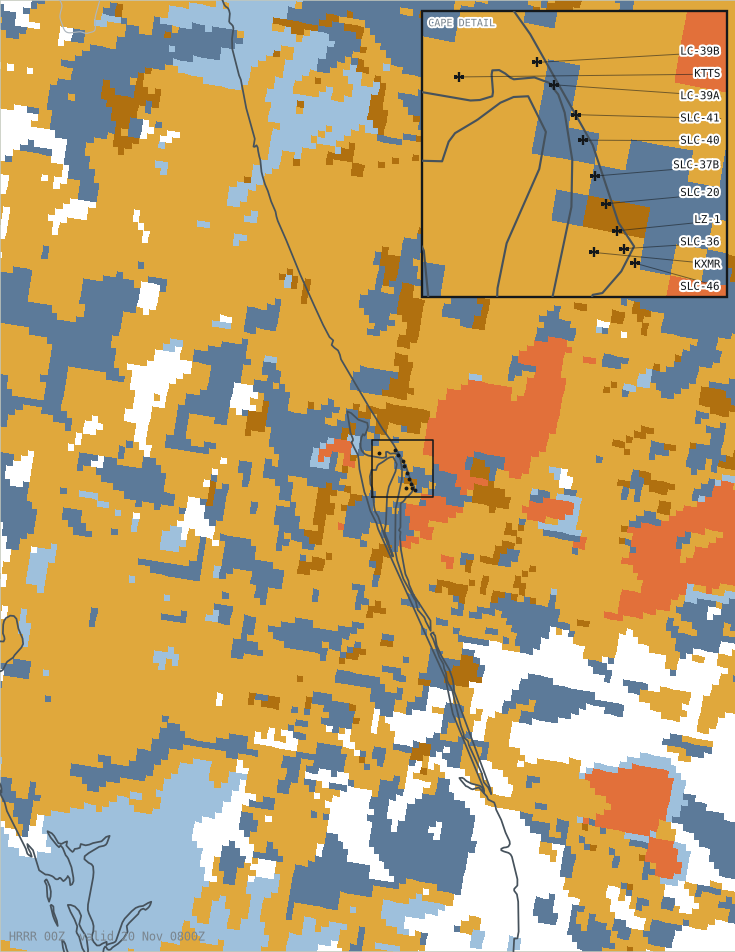 CAPE DETAIL
LC-39B
KTTS
LC-39A
SLC-41
SLC-40
SLC-37B
SLC-20
LZ-1
SLC-36
KXMR
SLC-46
HRRR 00Z, valid 20 Nov 0800Z